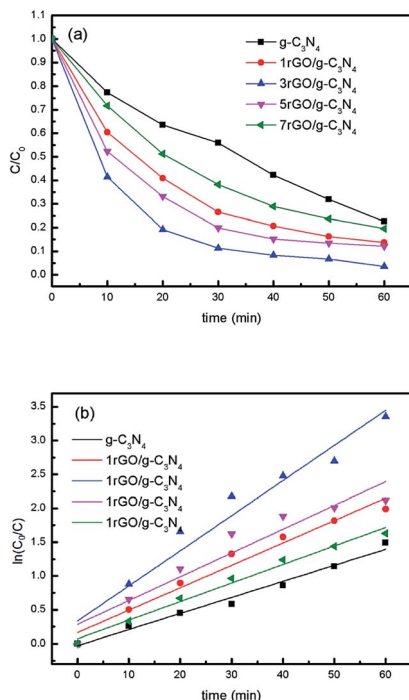 (a)
g-C₃N₄
1rGO/g-C₃N₄
3rGO/g-C₃N₄
5rGO/g-C₃N₄
7rGO/g-C₃N₄
C/C₀
1.0
0.9
0.8
0.7
0.6
0.5
0.4
0.3
0.2
0.1
0.0
0 10 20 30 40 50 60
time (min)
(b)
g-C₃N₄
1rGO/g-C₃N₄
1rGO/g-C₃N₄
1rGO/g-C₃N₄
1rGO/g-C₃N₄
ln(C₀/C)
3.5
3.0
2.5
2.0
1.5
1.0
0.5
0.0
0 10 20 30 40 50 60
time (min)